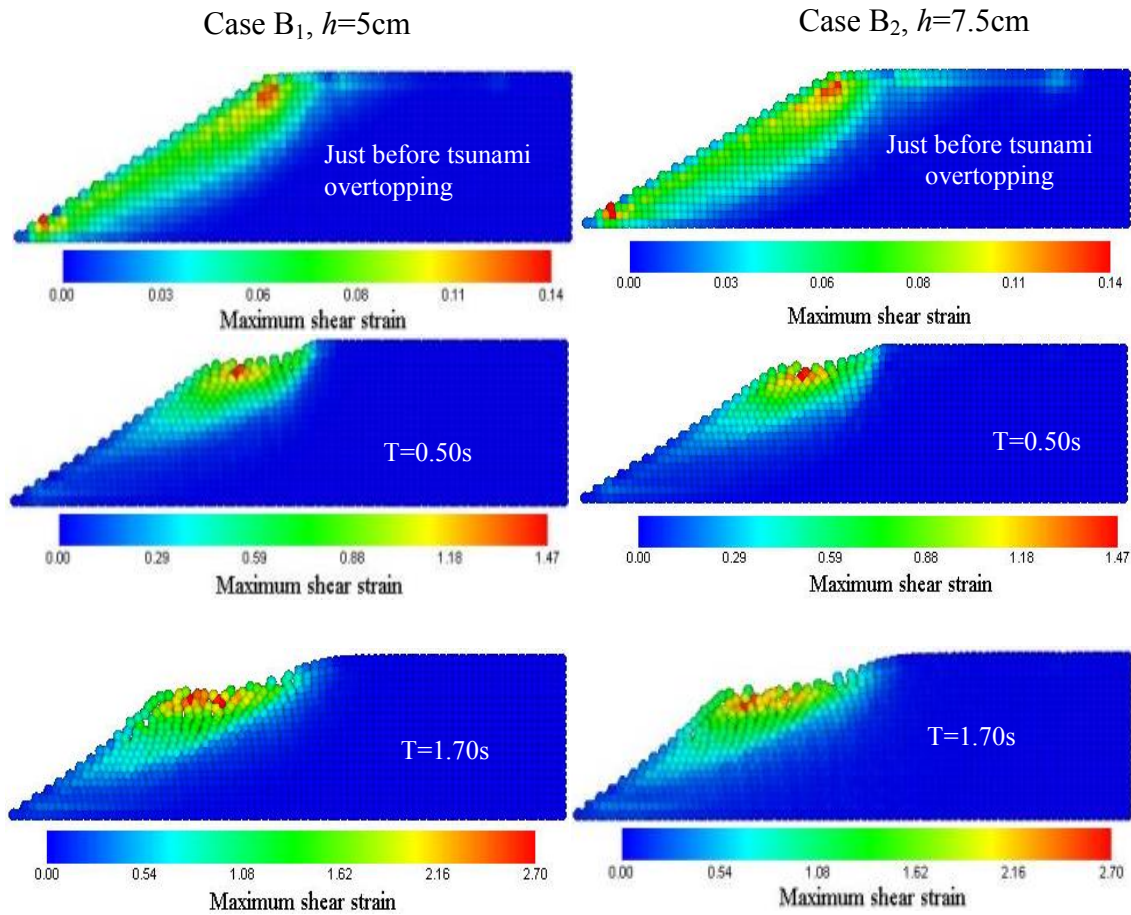 Case B₁, h=5cm
Case B₂, h=7.5cm
Just before tsunami
overtopping
Just before tsunami
overtopping
0.00 0.03 0.06 0.08 0.11 0.14
Maximum shear strain
0.00 0.03 0.06 0.08 0.11 0.14
Maximum shear strain
T=0.50s
T=0.50s
0.00 0.29 0.59 0.88 1.18 1.47
Maximum shear strain
0.00 0.29 0.59 0.88 1.18 1.47
Maximum shear strain
T=1.70s
T=1.70s
0.00 0.54 1.08 1.62 2.16 2.70
Maximum shear strain
0.00 0.54 1.08 1.62 2.16 2.70
Maximum shear strain